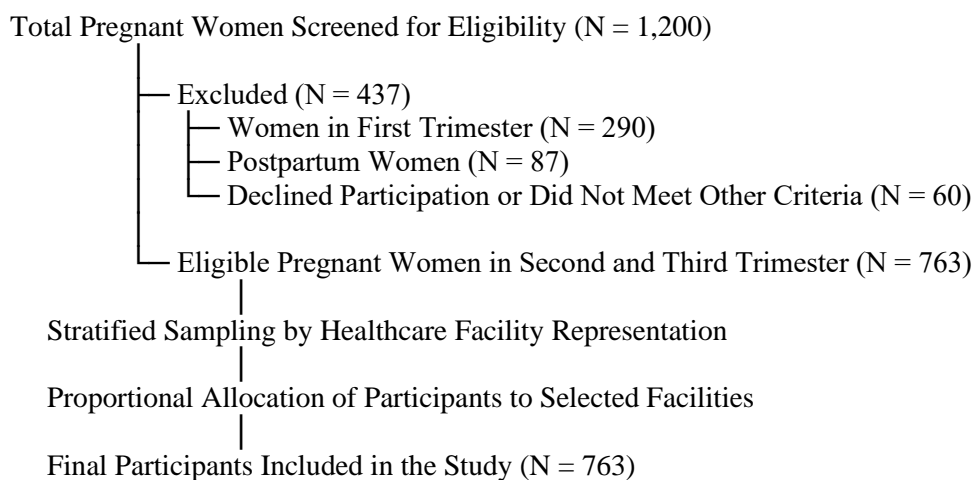 Total Pregnant Women Screened for Eligibility (N = 1,200)
Excluded (N = 437)
Women in First Trimester (N = 290)
Postpartum Women (N = 87)
Declined Participation or Did Not Meet Other Criteria (N = 60)
Eligible Pregnant Women in Second and Third Trimester (N = 763)
Stratified Sampling by Healthcare Facility Representation
Proportional Allocation of Participants to Selected Facilities
Final Participants Included in the Study (N = 763)